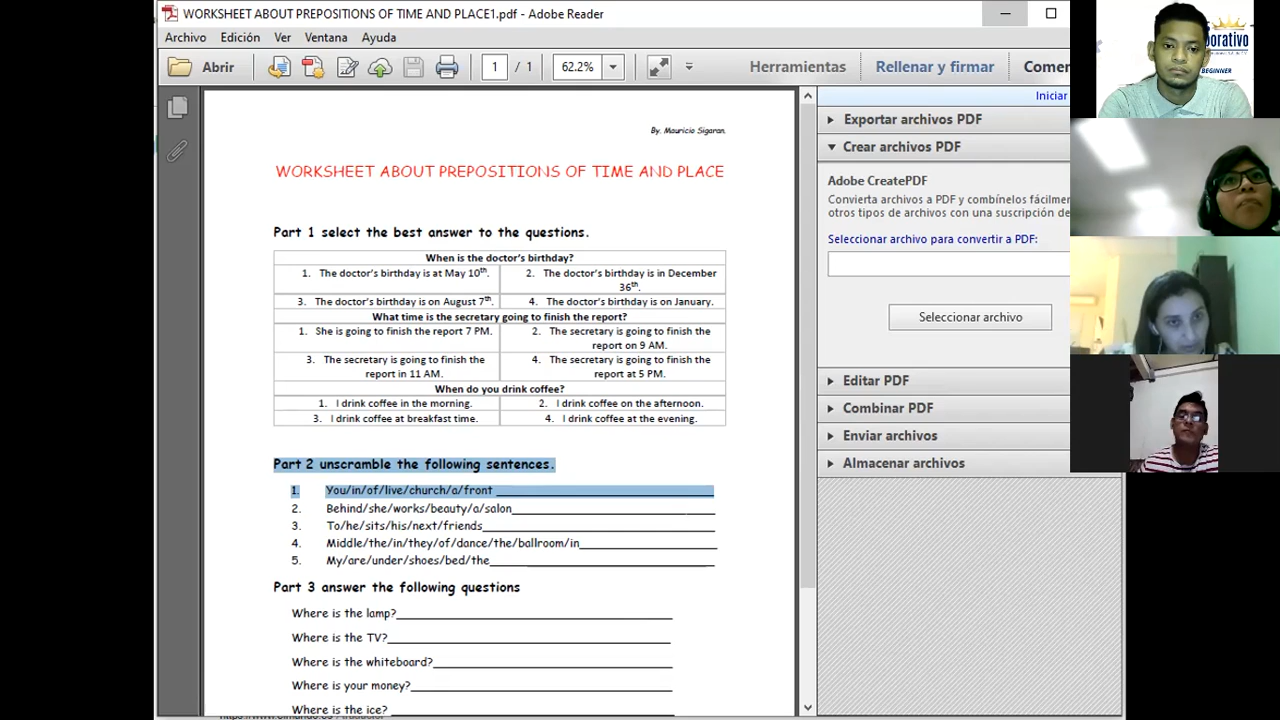 WORKSHEET ABOUT PREPOSITIONS OF TIME AND PLACE1.pdf - Adobe Reader
Archivo Edición Ver Ventana Ayuda
Abrir 1 / 1 62.2% Herramientas Rellenar y firmar Comen
Iniciar
Exportar archivos PDF
Crear archivos PDF
Adobe CreatePDF
Convierta archivos a PDF y combínelos fácilmen
otros tipos de archivos con una suscripción de
Seleccionar archivo para convertir a PDF:
Seleccionar archivo
Editar PDF
Combinar PDF
Enviar archivos
Almacenar archivos
By. Mauricio Sigaran.
WORKSHEET ABOUT PREPOSITIONS OF TIME AND PLACE
Part 1 select the best answer to the questions.
When is the doctor's birthday?
1. The doctor's birthday is at May 10th.
2. The doctor's birthday is in December
36th.
3. The doctor's birthday is on August 7th.
4. The doctor's birthday is on January.
What time is the secretary going to finish the report?
1. She is going to finish the report 7 PM.
2. The secretary is going to finish the
report on 9 AM.
3. The secretary is going to finish the
report in 11 AM.
4. The secretary is going to finish the
report at 5 PM.
When do you drink coffee?
1. I drink coffee in the morning.
2. I drink coffee on the afternoon.
3. I drink coffee at breakfast time.
4. I drink coffee at the evening.
Part 2 unscramble the following sentences.
1. You/in/of/live/church/a/front
2. Behind/she/works/beauty/a/salon
3. To/he/sits/his/next/friends
4. Middle/the/in/they/of/dance/the/ballroom/in
5. My/are/under/shoes/bed/the
Part 3 answer the following questions
Where is the lamp?
Where is the TV?
Where is the whiteboard?
Where is your money?
Where is the ice?
porativo
BEGINNER